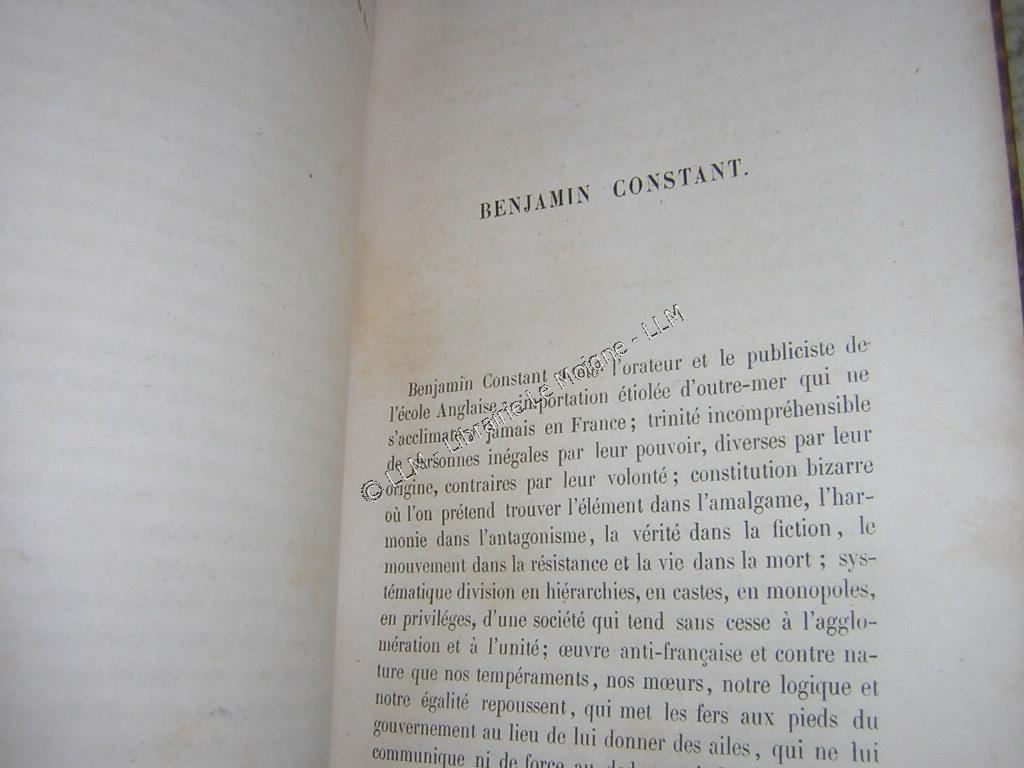 BENJAMIN CONSTANT.
Benjamin Constant l'orateur et le publiciste de
l'école Anglaise; importation étiolée d'outre-mer qui ne
s'acclimatera jamais en France; trinité incompréhensible
de personnes inégales par leur pouvoir, diverses par leur
origine, contraires par leur volonté; constitution bizarre
où l'on prétend trouver l'élément dans l'amalgame, l'har-
monie dans l'antagonisme, la vérité dans la fiction, le
mouvement dans la résistance et la vie dans la mort; sys-
tématique division en hiérarchies, en castes, en monopoles,
en priviléges, d'une société qui tend sans cesse à l'agglo-
mération et à l'unité; œuvre anti-française et contre na-
ture que nos tempéraments, nos mœurs, notre logique et
notre égalité repoussent, qui met les fers aux pieds du
gouvernement au lieu de lui donner des ailes, qui ne lui
communique ni de force au
© LLM - Librairie Le Moigne - LLM